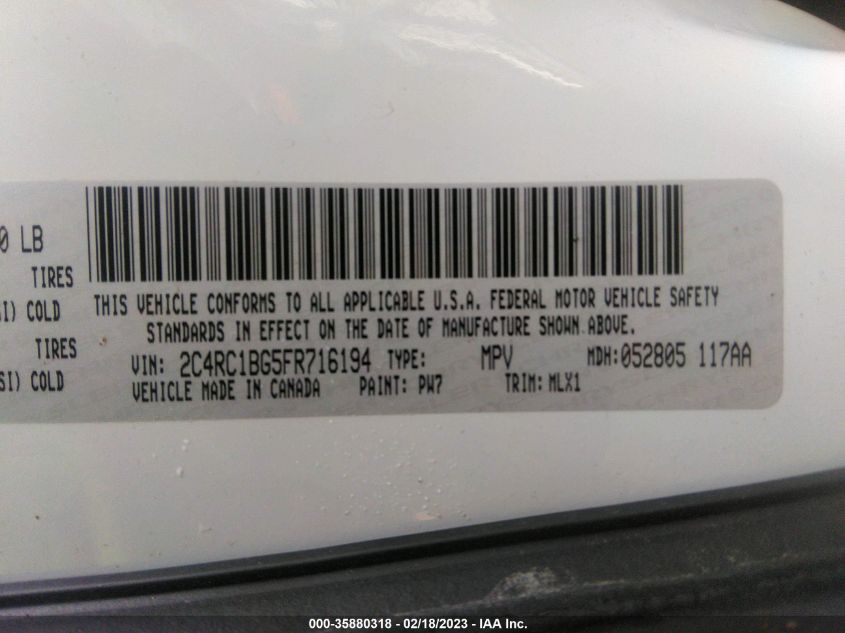 0 LB
TIRES
SI) COLD
TIRES
SI) COLD
THIS VEHICLE CONFORMS TO ALL APPLICABLE U.S.A. FEDERAL MOTOR VEHICLE SAFETY
STANDARDS IN EFFECT ON THE DATE OF MANUFACTURE SHOWN ABOVE.
VIN: 2C4RC1BG5FR716194 TYPE: MPV MDH: 052805 117AA
VEHICLE MADE IN CANADA PAINT: PW7 TRIM: MLX1
000-35880318 - 02/18/2023 - IAA Inc.